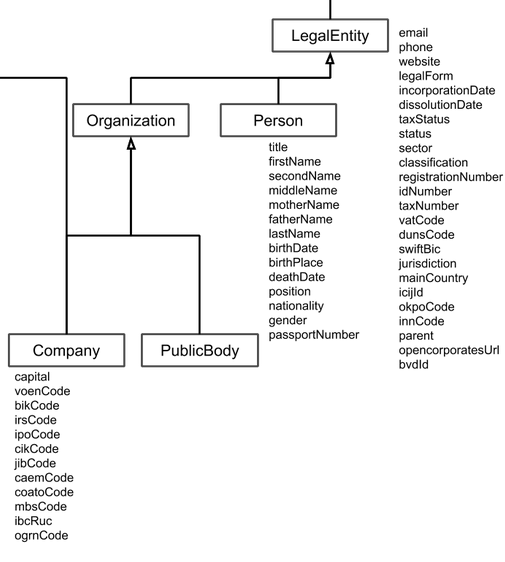 LegalEntity
email
phone
website
legalForm
incorporationDate
dissolutionDate
taxStatus
status
sector
classification
registrationNumber
idNumber
taxNumber
vatCode
dunsCode
swiftBic
jurisdiction
mainCountry
icijId
okpoCode
innCode
parent
opencorporatesUrl
bvdId
Organization
Person
title
firstName
secondName
middleName
motherName
fatherName
lastName
birthDate
birthPlace
deathDate
position
nationality
gender
passportNumber
Company
PublicBody
capital
voenCode
bikCode
irsCode
ipoCode
cikCode
jibCode
caemCode
coatoCode
mbsCode
ibcRuc
ogrnCode